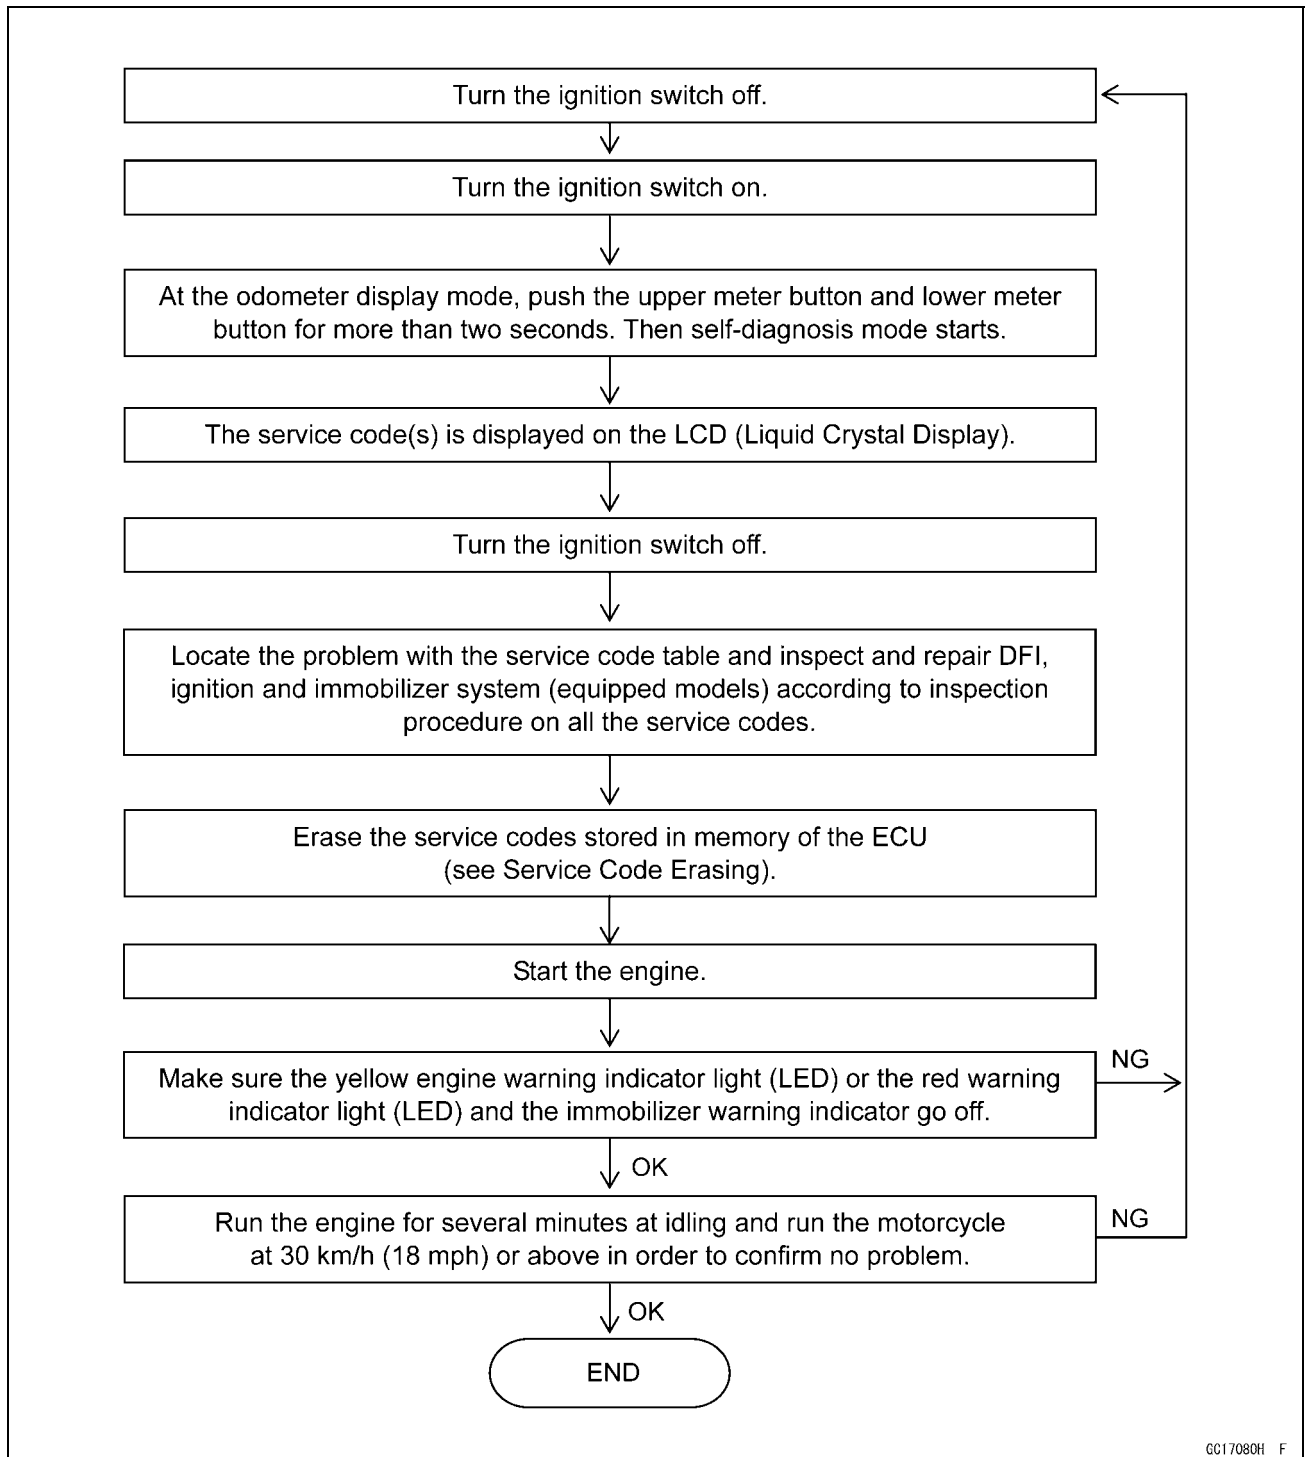 Turn the ignition switch off.
Turn the ignition switch on.
At the odometer display mode, push the upper meter button and lower meter
button for more than two seconds. Then self-diagnosis mode starts.
The service code(s) is displayed on the LCD (Liquid Crystal Display).
Turn the ignition switch off.
Locate the problem with the service code table and inspect and repair DFI,
ignition and immobilizer system (equipped models) according to inspection
procedure on all the service codes.
Erase the service codes stored in memory of the ECU
(see Service Code Erasing).
Start the engine.
NG
Make sure the yellow engine warning indicator light (LED) or the red warning
indicator light (LED) and the immobilizer warning indicator go off.
OK
Run the engine for several minutes at idling and run the motorcycle
at 30 km/h (18 mph) or above in order to confirm no problem.
NG
OK
END
GC17080H F